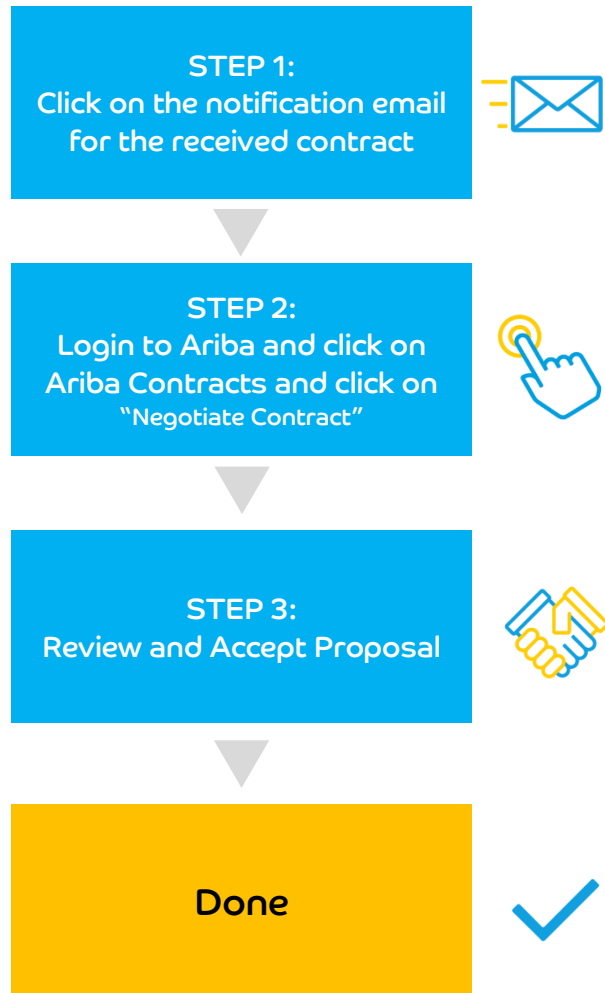 STEP 1:
Click on the notification email
for the received contract
STEP 2:
Login to Ariba and click on
Ariba Contracts and click on
“Negotiate Contract”
STEP 3:
Review and Accept Proposal
Done